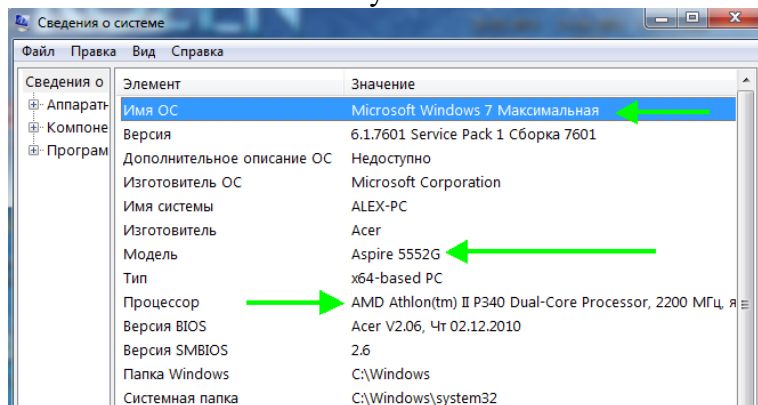 Сведения о системе
Файл Правка Вид Справка
Сведения о
Аппаратн
Компоне
Програм
Элемент Значение
Имя ОС Microsoft Windows 7 Максимальная
Версия 6.1.7601 Service Pack 1 Сборка 7601
Дополнительное описание ОС Недоступно
Изготовитель ОС Microsoft Corporation
Имя системы ALEX-PC
Изготовитель Acer
Модель Aspire 5552G
Тип x64-based PC
Процессор AMD Athlon(tm) II P340 Dual-Core Processor, 2200 МГц, я
Версия BIOS Acer V2.06, Чт 02.12.2010
Версия SMBIOS 2.6
Папка Windows C:\Windows
Системная папка C:\Windows\system32